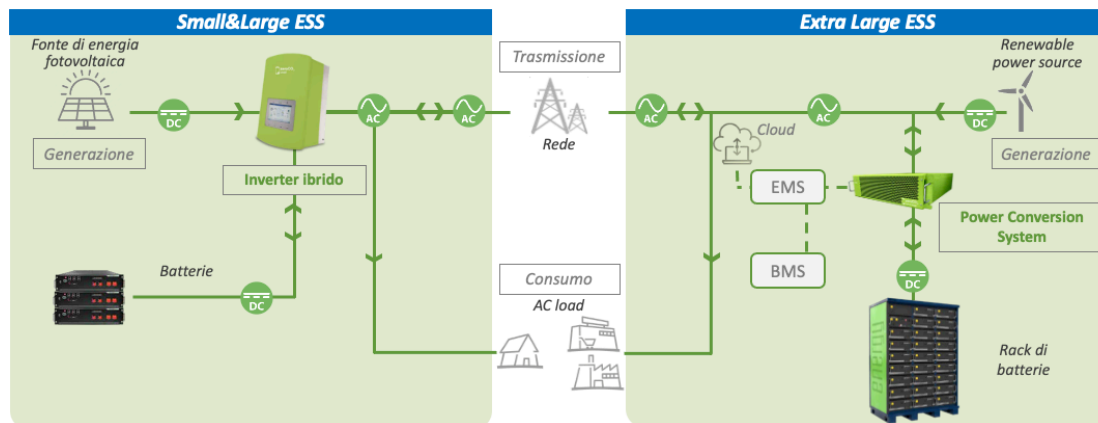 Small&Large ESS
Extra Large ESS
Fonte di energia
fotovoltaica
Trasmissione
Renewable
power source
DC
AC
AC
AC
AC
DC
Cloud
Rede
Generazione
Generazione
Inverter ibrido
EMS
Power Conversion
System
Batterie
Consumo
BMS
DC
DC
AC load
Rack di
batterie